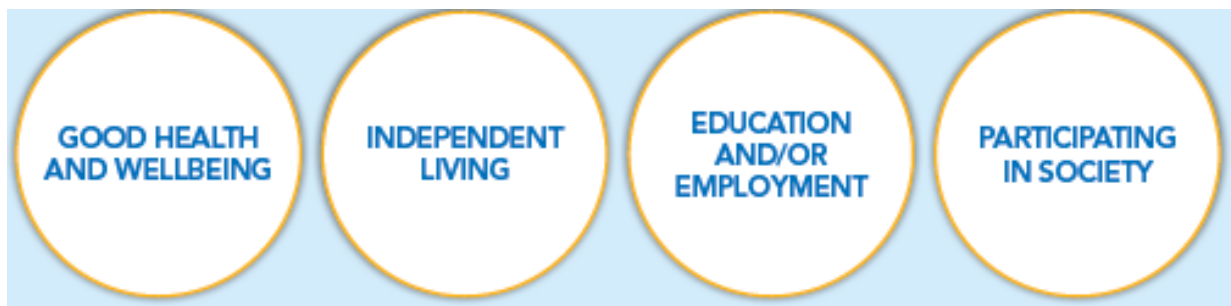 GOOD HEALTH
AND WELLBEING
INDEPENDENT
LIVING
EDUCATION
AND/OR
EMPLOYMENT
PARTICIPATING
IN SOCIETY